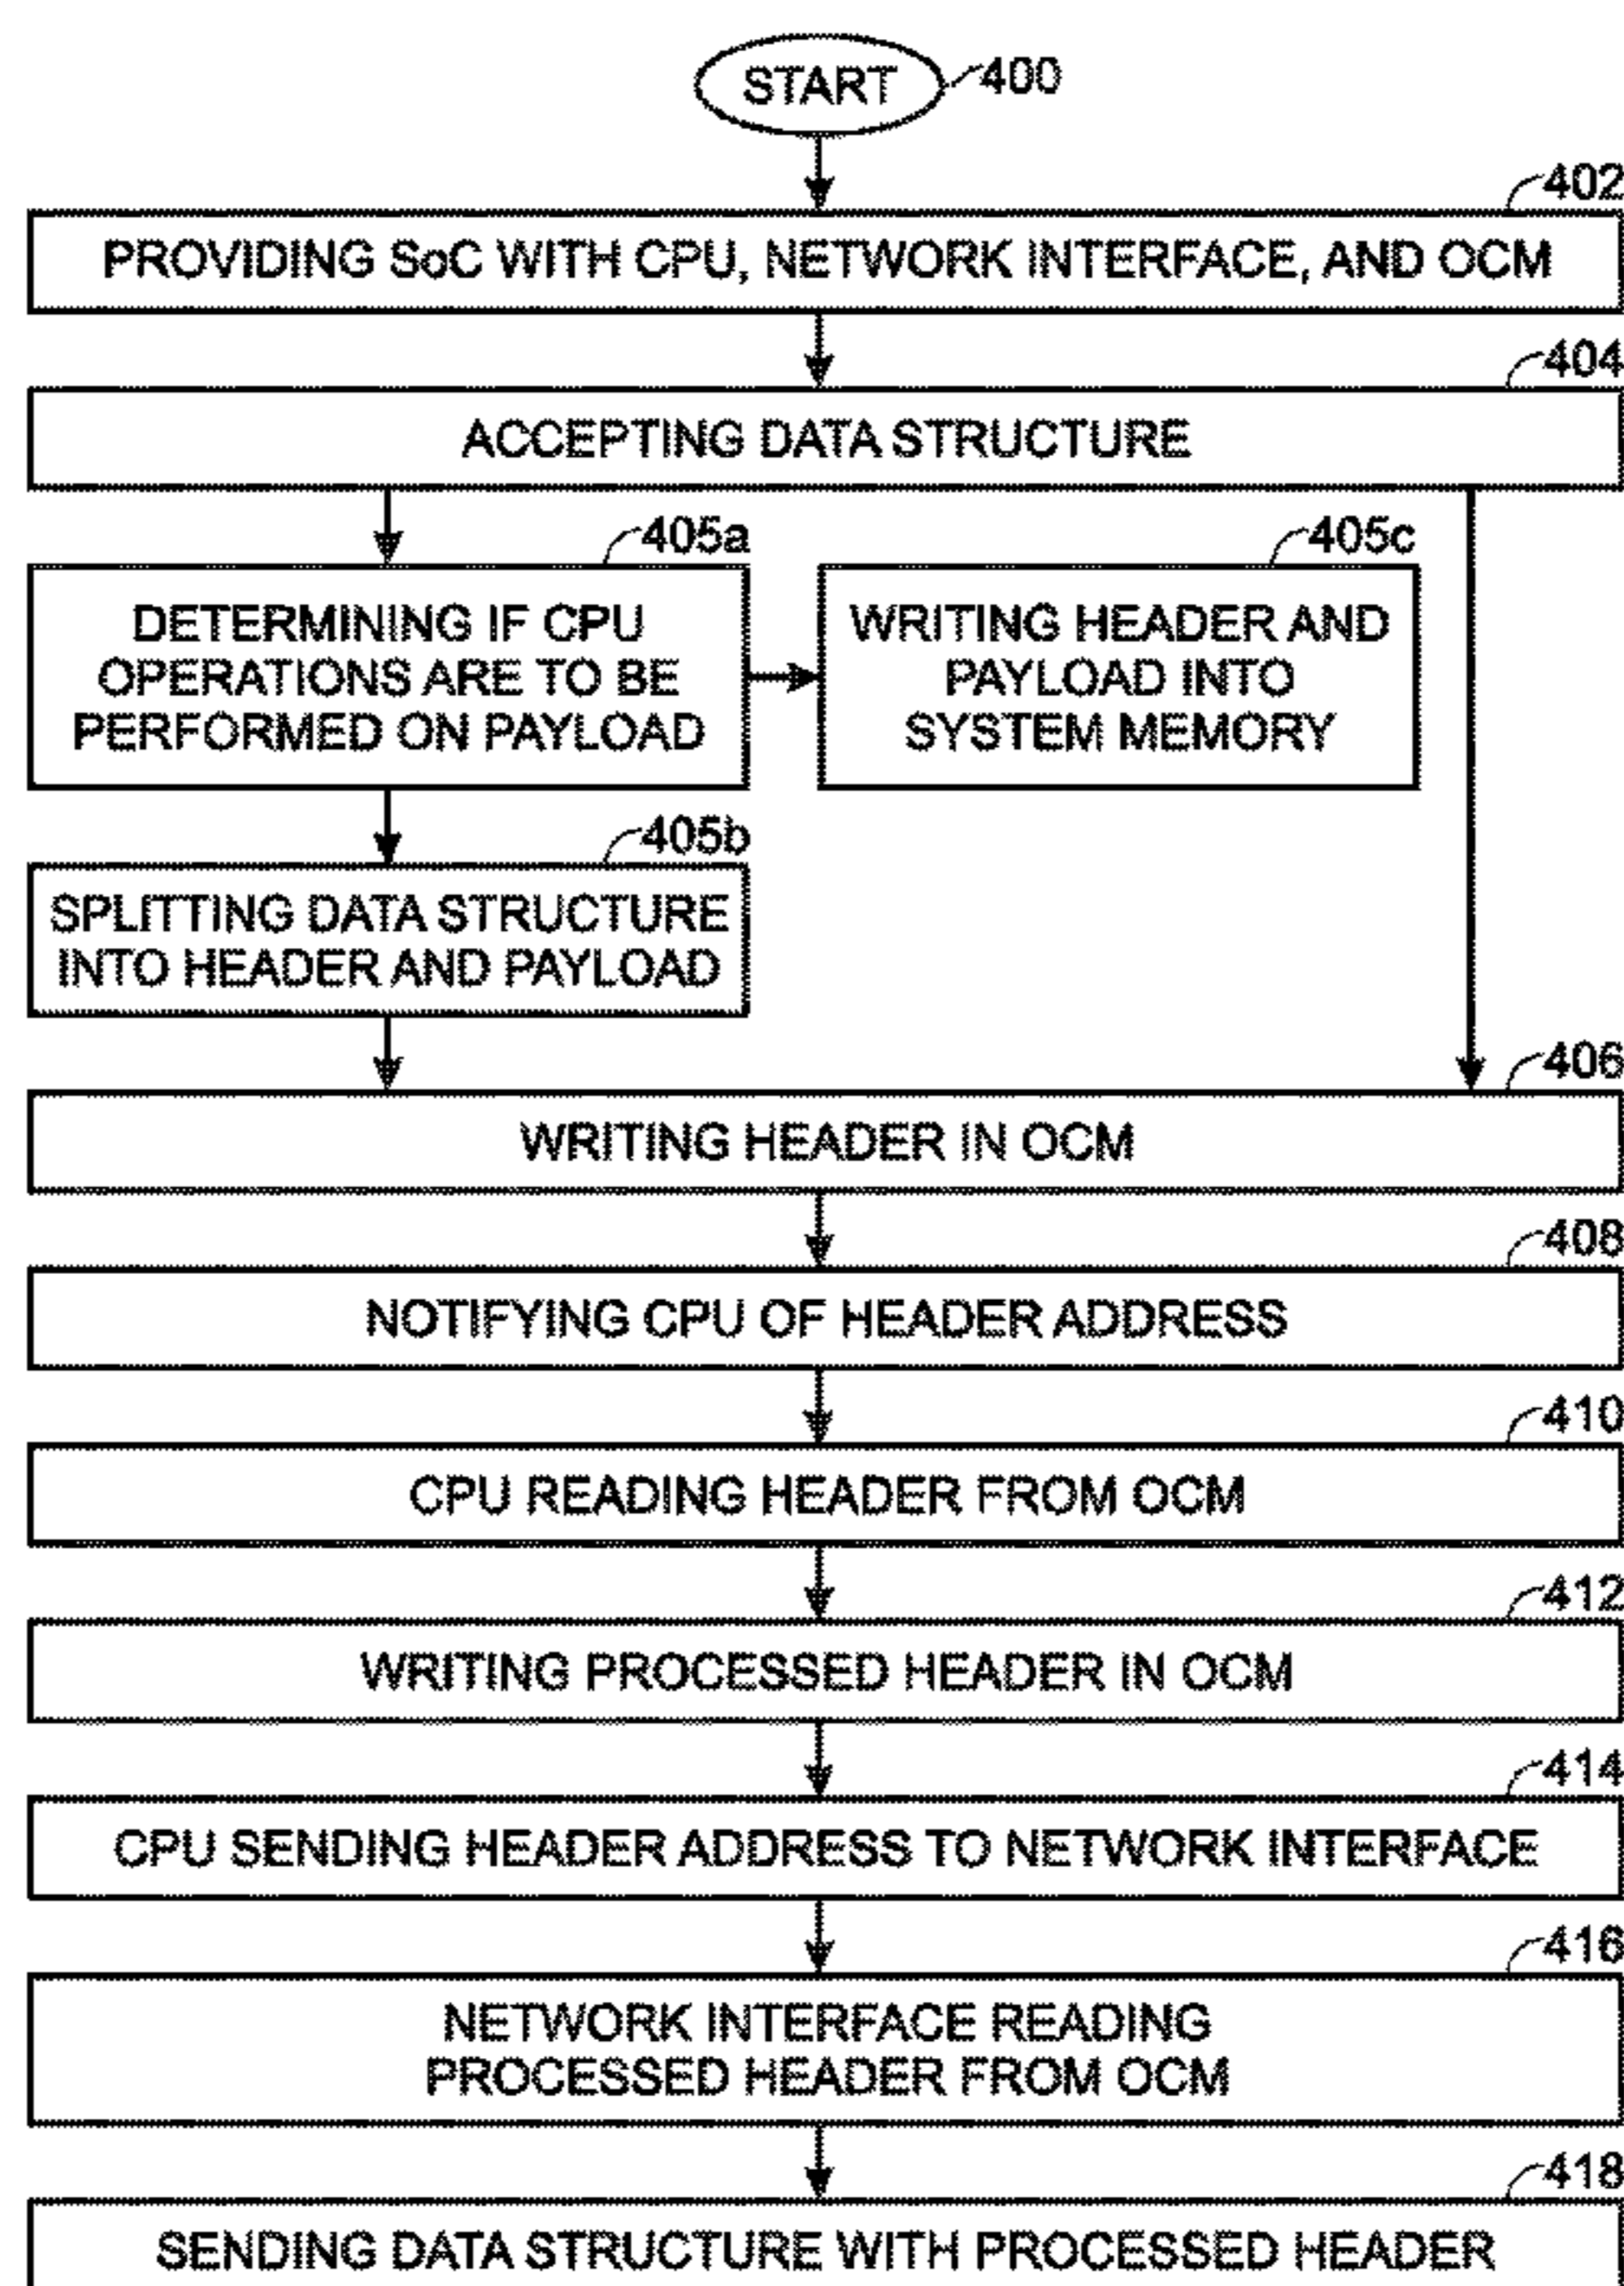 START
400
402
PROVIDING SoC WITH CPU, NETWORK INTERFACE, AND OCM
404
ACCEPTING DATA STRUCTURE
405a
DETERMINING IF CPU
OPERATIONS ARE TO BE
PERFORMED ON PAYLOAD
405c
WRITING HEADER AND
PAYLOAD INTO
SYSTEM MEMORY
405b
SPLITTING DATA STRUCTURE
INTO HEADER AND PAYLOAD
406
WRITING HEADER IN OCM
408
NOTIFYING CPU OF HEADER ADDRESS
410
CPU READING HEADER FROM OCM
412
WRITING PROCESSED HEADER IN OCM
414
CPU SENDING HEADER ADDRESS TO NETWORK INTERFACE
416
NETWORK INTERFACE READING
PROCESSED HEADER FROM OCM
418
SENDING DATA STRUCTURE WITH PROCESSED HEADER